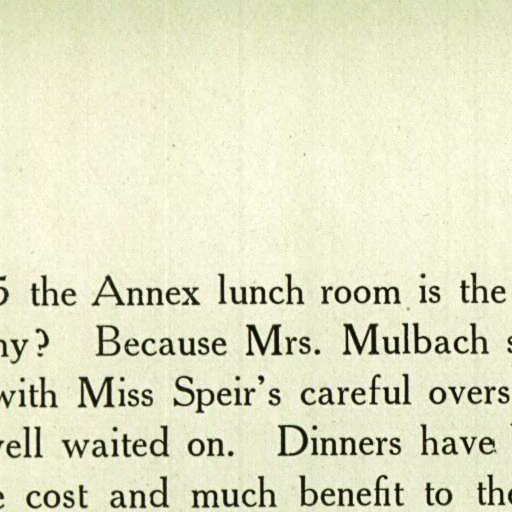 5 the Annex lunch room is the
hy? Because Mrs. Mulbach s
with Miss Speir's careful overs
vell waited on. Dinners have
e cost and much benefit to the